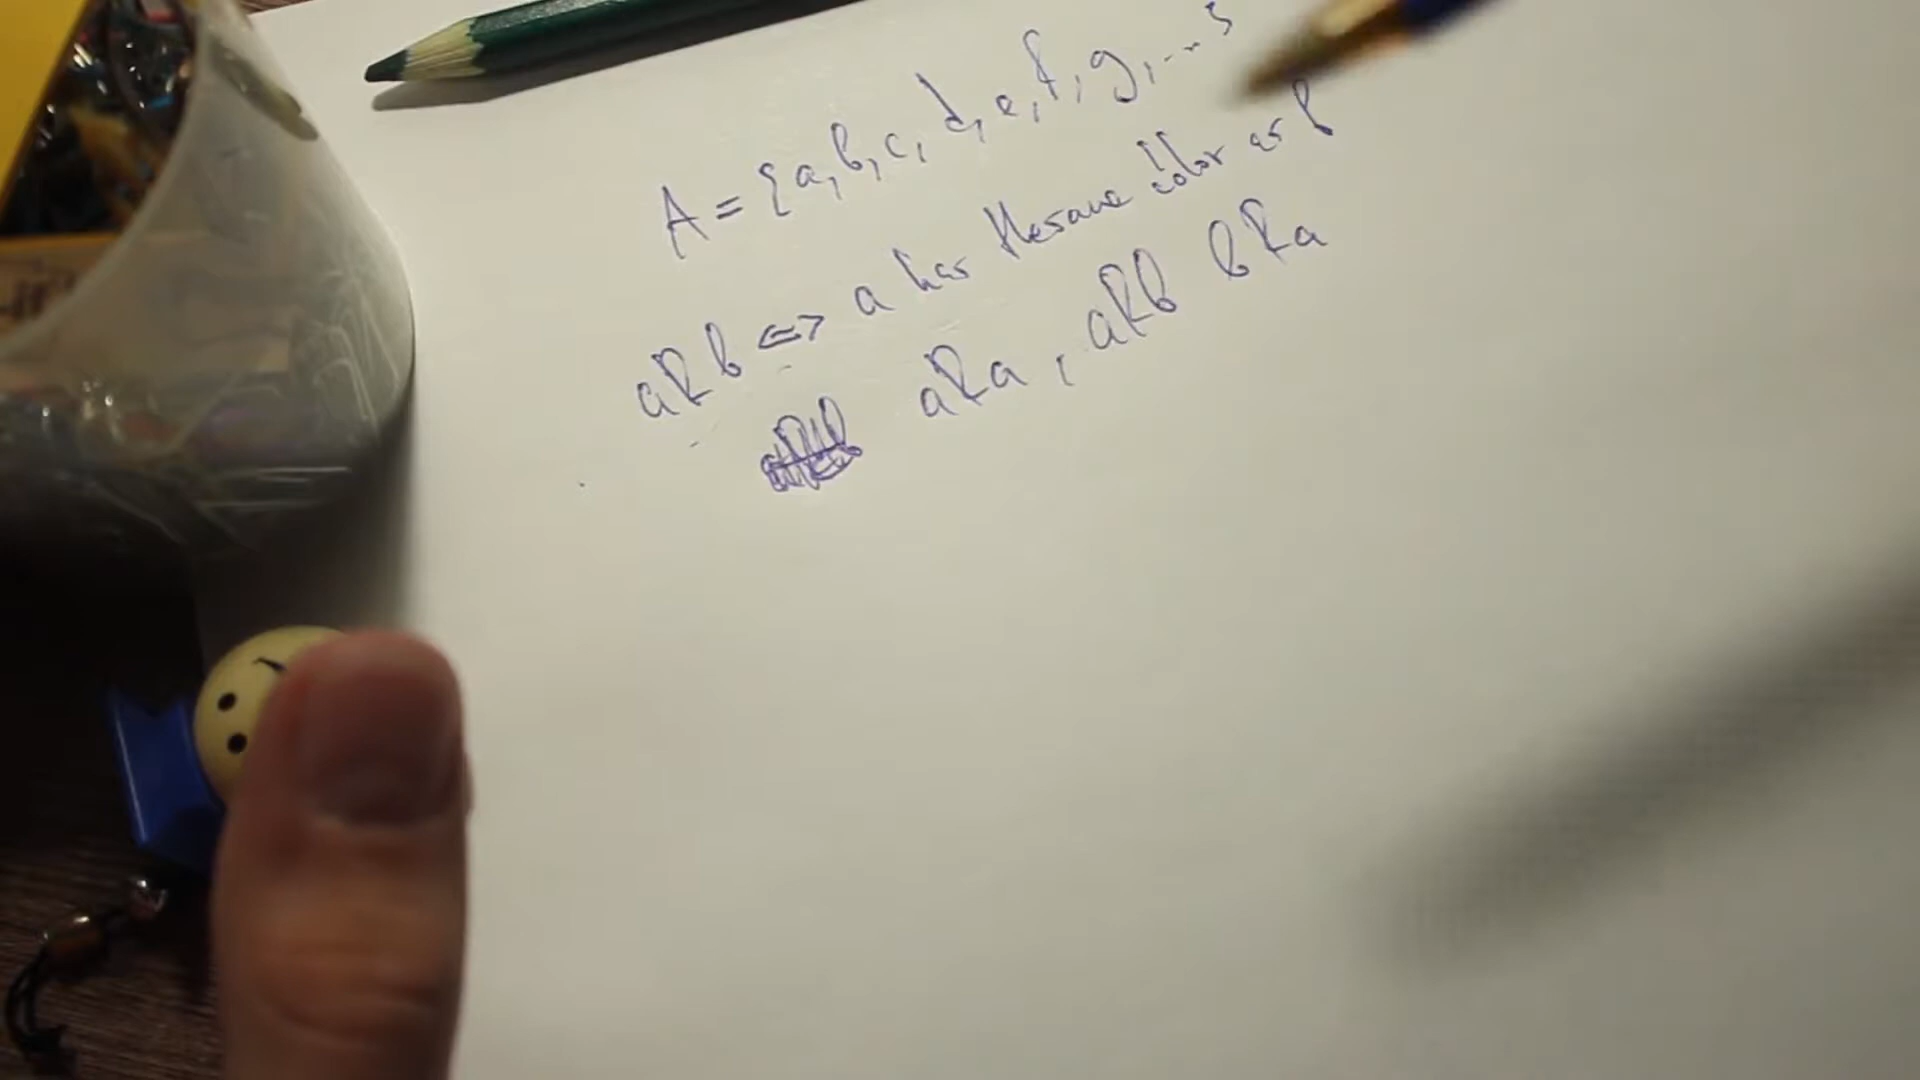 A = {a, b, c, d, e, f, g, ...}
aRb <=> a has the same color as b
aRa, aRb bRa